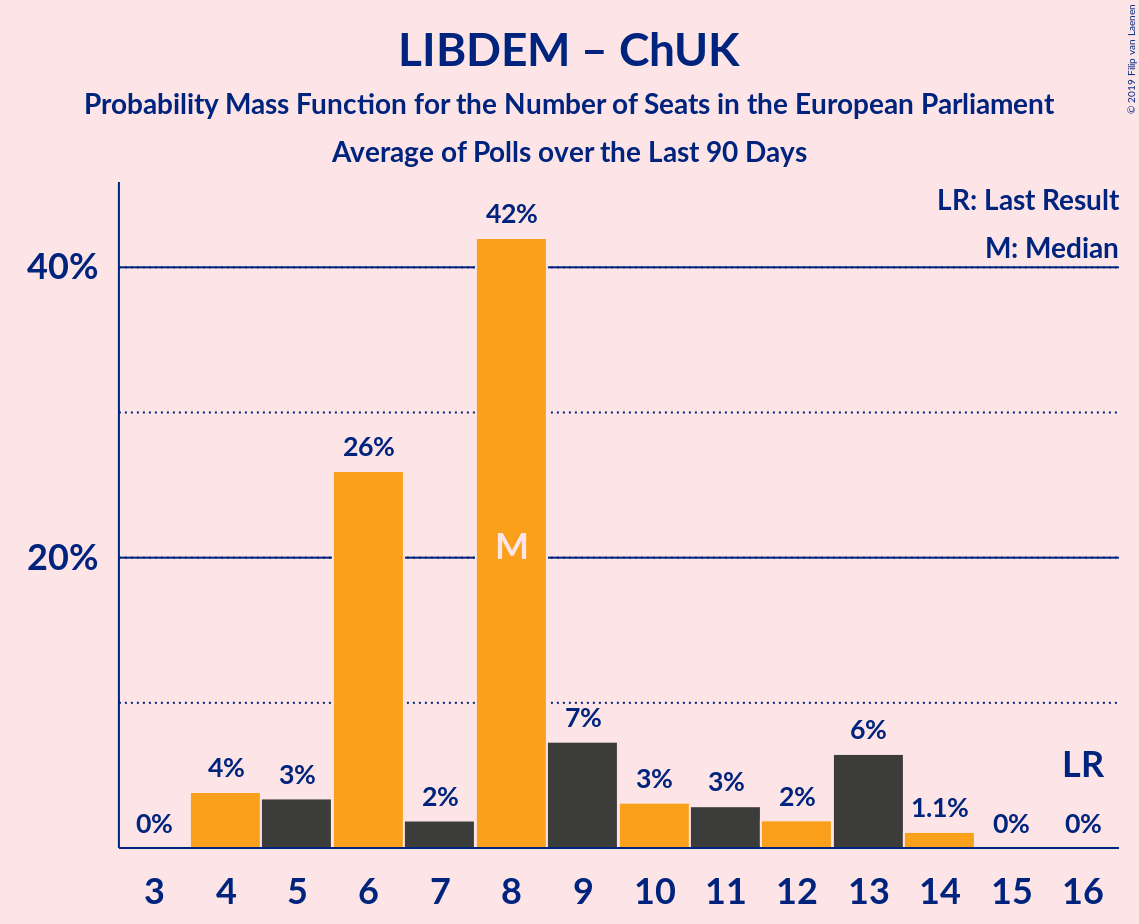 LIBDEM – ChUK
Probability Mass Function for the Number of Seats in the European Parliament
Average of Polls over the Last 90 Days
© 2019 Filip van Laenen
LR: Last Result
M: Median
40%
20%
0%
4%
3%
26%
2%
42%
M
7%
3%
3%
2%
6%
1.1%
0%
LR
0%
3 4 5 6 7 8 9 10 11 12 13 14 15 16